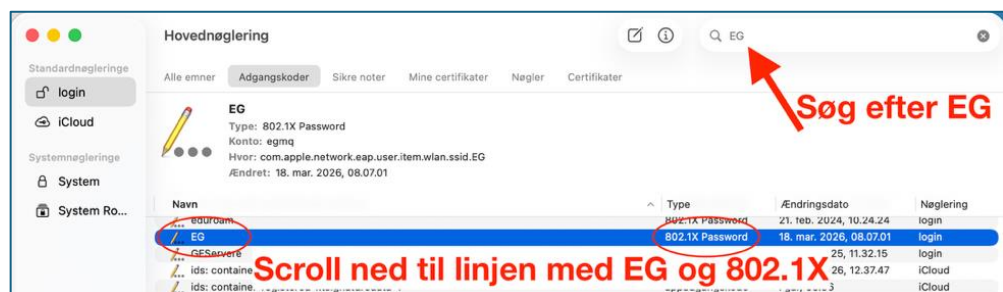 Hovednøglering
EG
Standardnøgleringe
login
iCloud
Systemnøgleringe
System
System Ro...
Alle emner Adgangskoder Sikre noter Mine certifikater Nøgler Certifikater
Søg efter EG
EG
Type: 802.1X Password
Konto: egmq
Hvor: com.apple.network.eap.user.item.wlan.ssid.EG
Ændret: 18. mar. 2026, 08.07.01
Navn Type Ændringsdato Nøglering
eduroam 802.1X Password 21. feb. 2024, 10.24.24 login
EG 802.1X Password 18. mar. 2026, 08.07.01 login
GEServere 25, 11.32.15 login
ids: containe 26, 12.37.47 iCloud
Scroll ned til linjen med EG og 802.1X
ids: containe iCloud